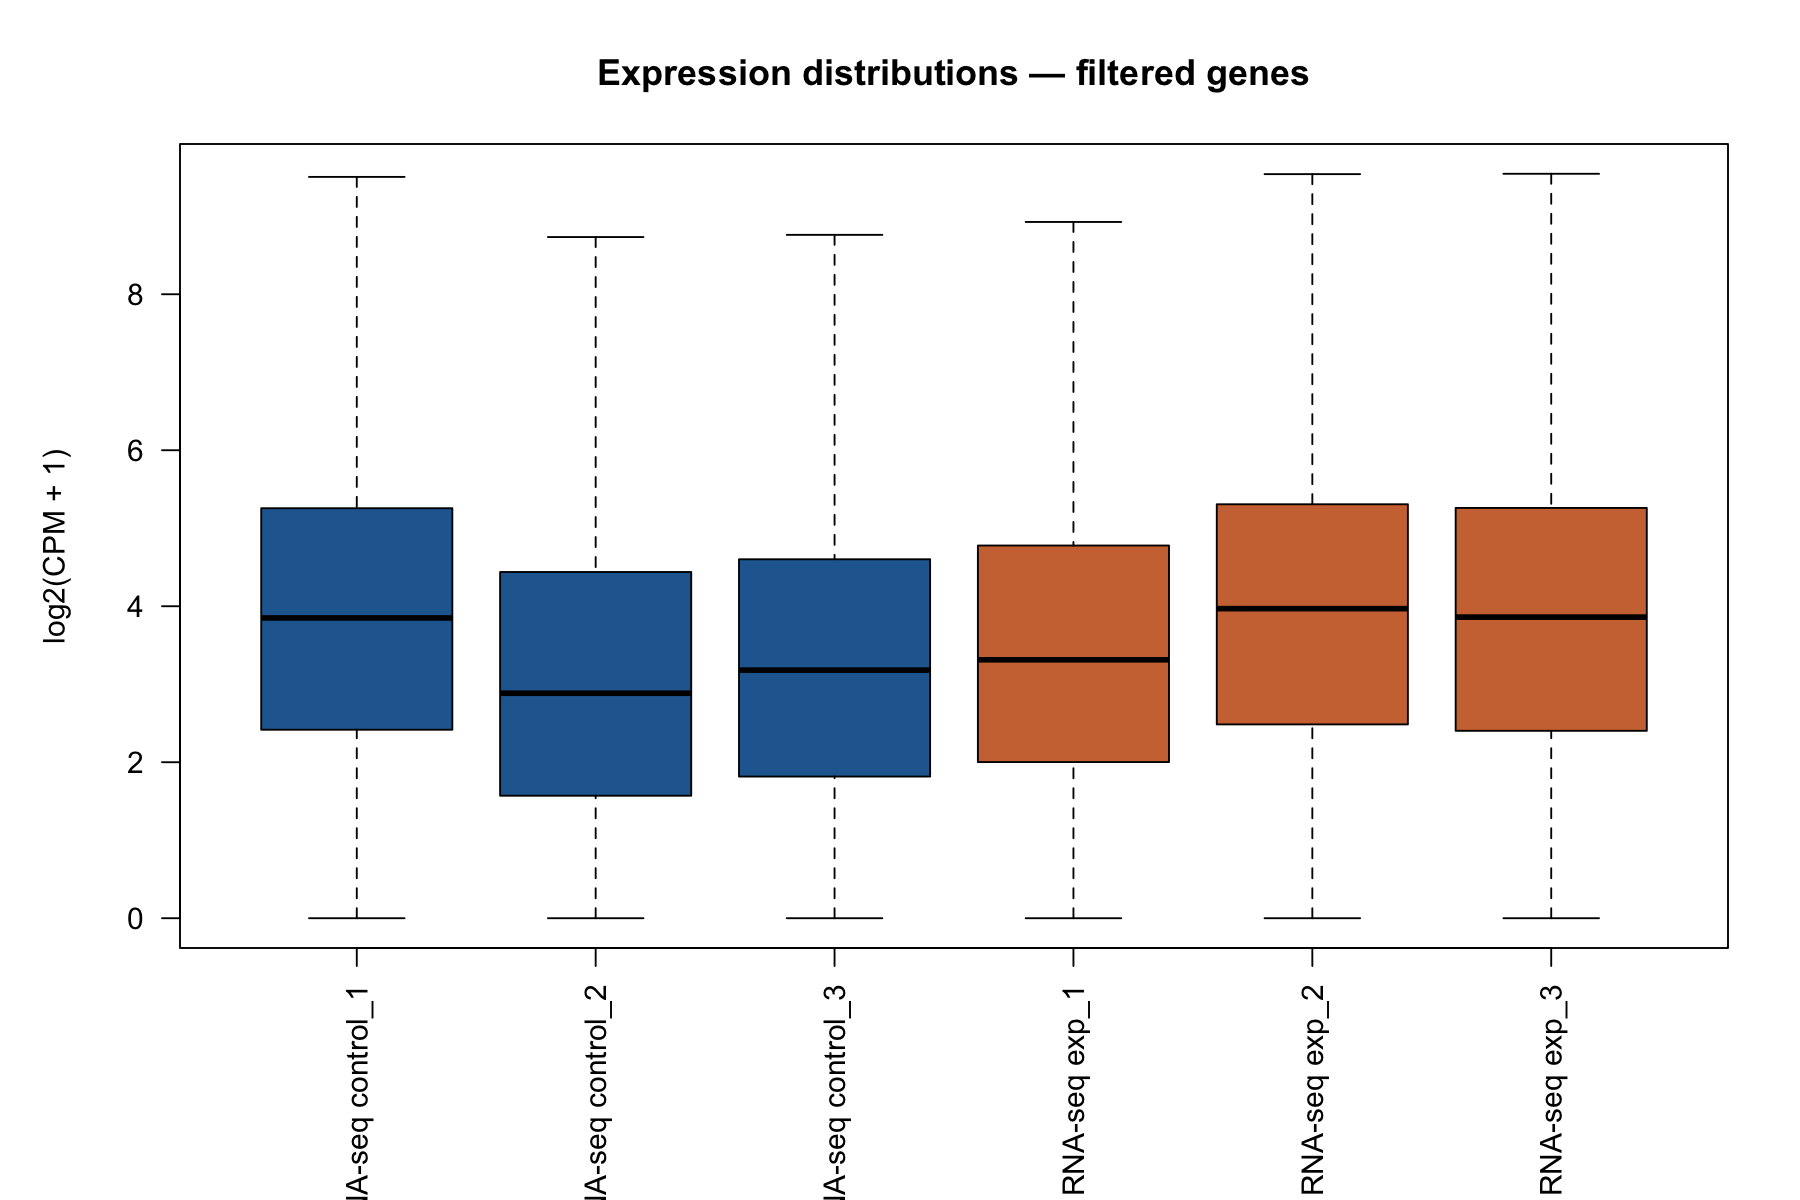 Expression distributions — filtered genes
log2(CPM + 1)
8
6
4
2
0
IA-seq control_1
IA-seq control_2
IA-seq control_3
RNA-seq exp_1
RNA-seq exp_2
RNA-seq exp_3